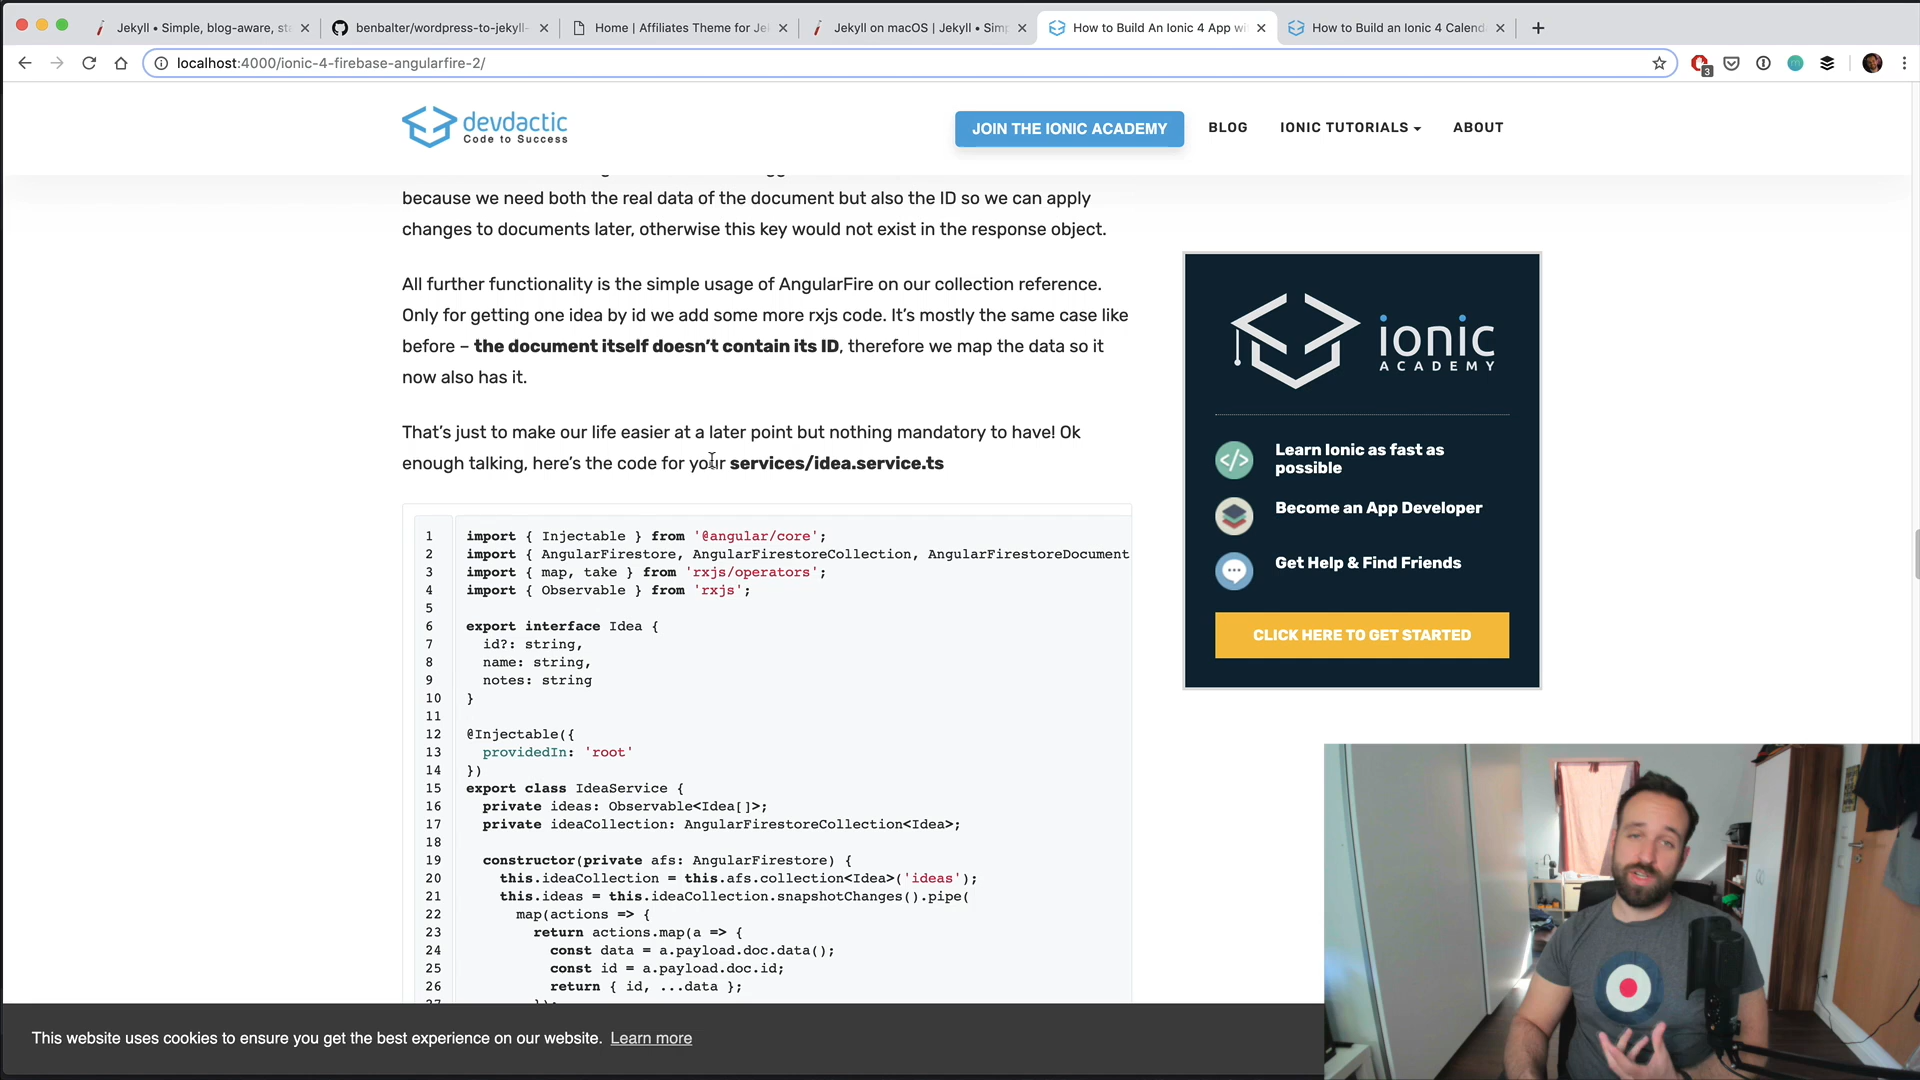 Jekyll • Simple, blog-aware, st
benbalter/wordpress-to-jekyll-
Home | Affiliates Theme for Je
Jekyll on macOS | Jekyll • Simp
How to Build An Ionic 4 App wi
How to Build an Ionic 4 Calend
localhost:4000/ionic-4-firebase-angularfire-2/
3
devdactic
Code to Success
JOIN THE IONIC ACADEMY
BLOG
IONIC TUTORIALS
ABOUT
because we need both the real data of the document but also the ID so we can apply
changes to documents later, otherwise this key would not exist in the response object.
All further functionality is the simple usage of AngularFire on our collection reference.
Only for getting one idea by id we add some more rxjs code. It’s mostly the same case like
before – the document itself doesn’t contain its ID, therefore we map the data so it
now also has it.
That’s just to make our life easier at a later point but nothing mandatory to have! Ok
enough talking, here’s the code for your services/idea.service.ts
1 import { Injectable } from '@angular/core';
2 import { AngularFirestore, AngularFirestoreCollection, AngularFirestoreDocument
3 import { map, take } from 'rxjs/operators';
4 import { Observable } from 'rxjs';
5
6 export interface Idea {
7 id?: string,
8 name: string,
9 notes: string
10 }
11
12 @Injectable({
13 providedIn: 'root'
14 })
15 export class IdeaService {
16 private ideas: Observable<Idea[]>;
17 private ideaCollection: AngularFirestoreCollection<Idea>;
18
19 constructor(private afs: AngularFirestore) {
20 this.ideaCollection = this.afs.collection<Idea>('ideas');
21 this.ideas = this.ideaCollection.snapshotChanges().pipe(
22 map(actions => {
23 return actions.map(a => {
24 const data = a.payload.doc.data();
25 const id = a.payload.doc.id;
26 return { id, ...data };
ionic
ACADEMY
Learn Ionic as fast as
possible
Become an App Developer
Get Help & Find Friends
CLICK HERE TO GET STARTED
This website uses cookies to ensure you get the best experience on our website. Learn more